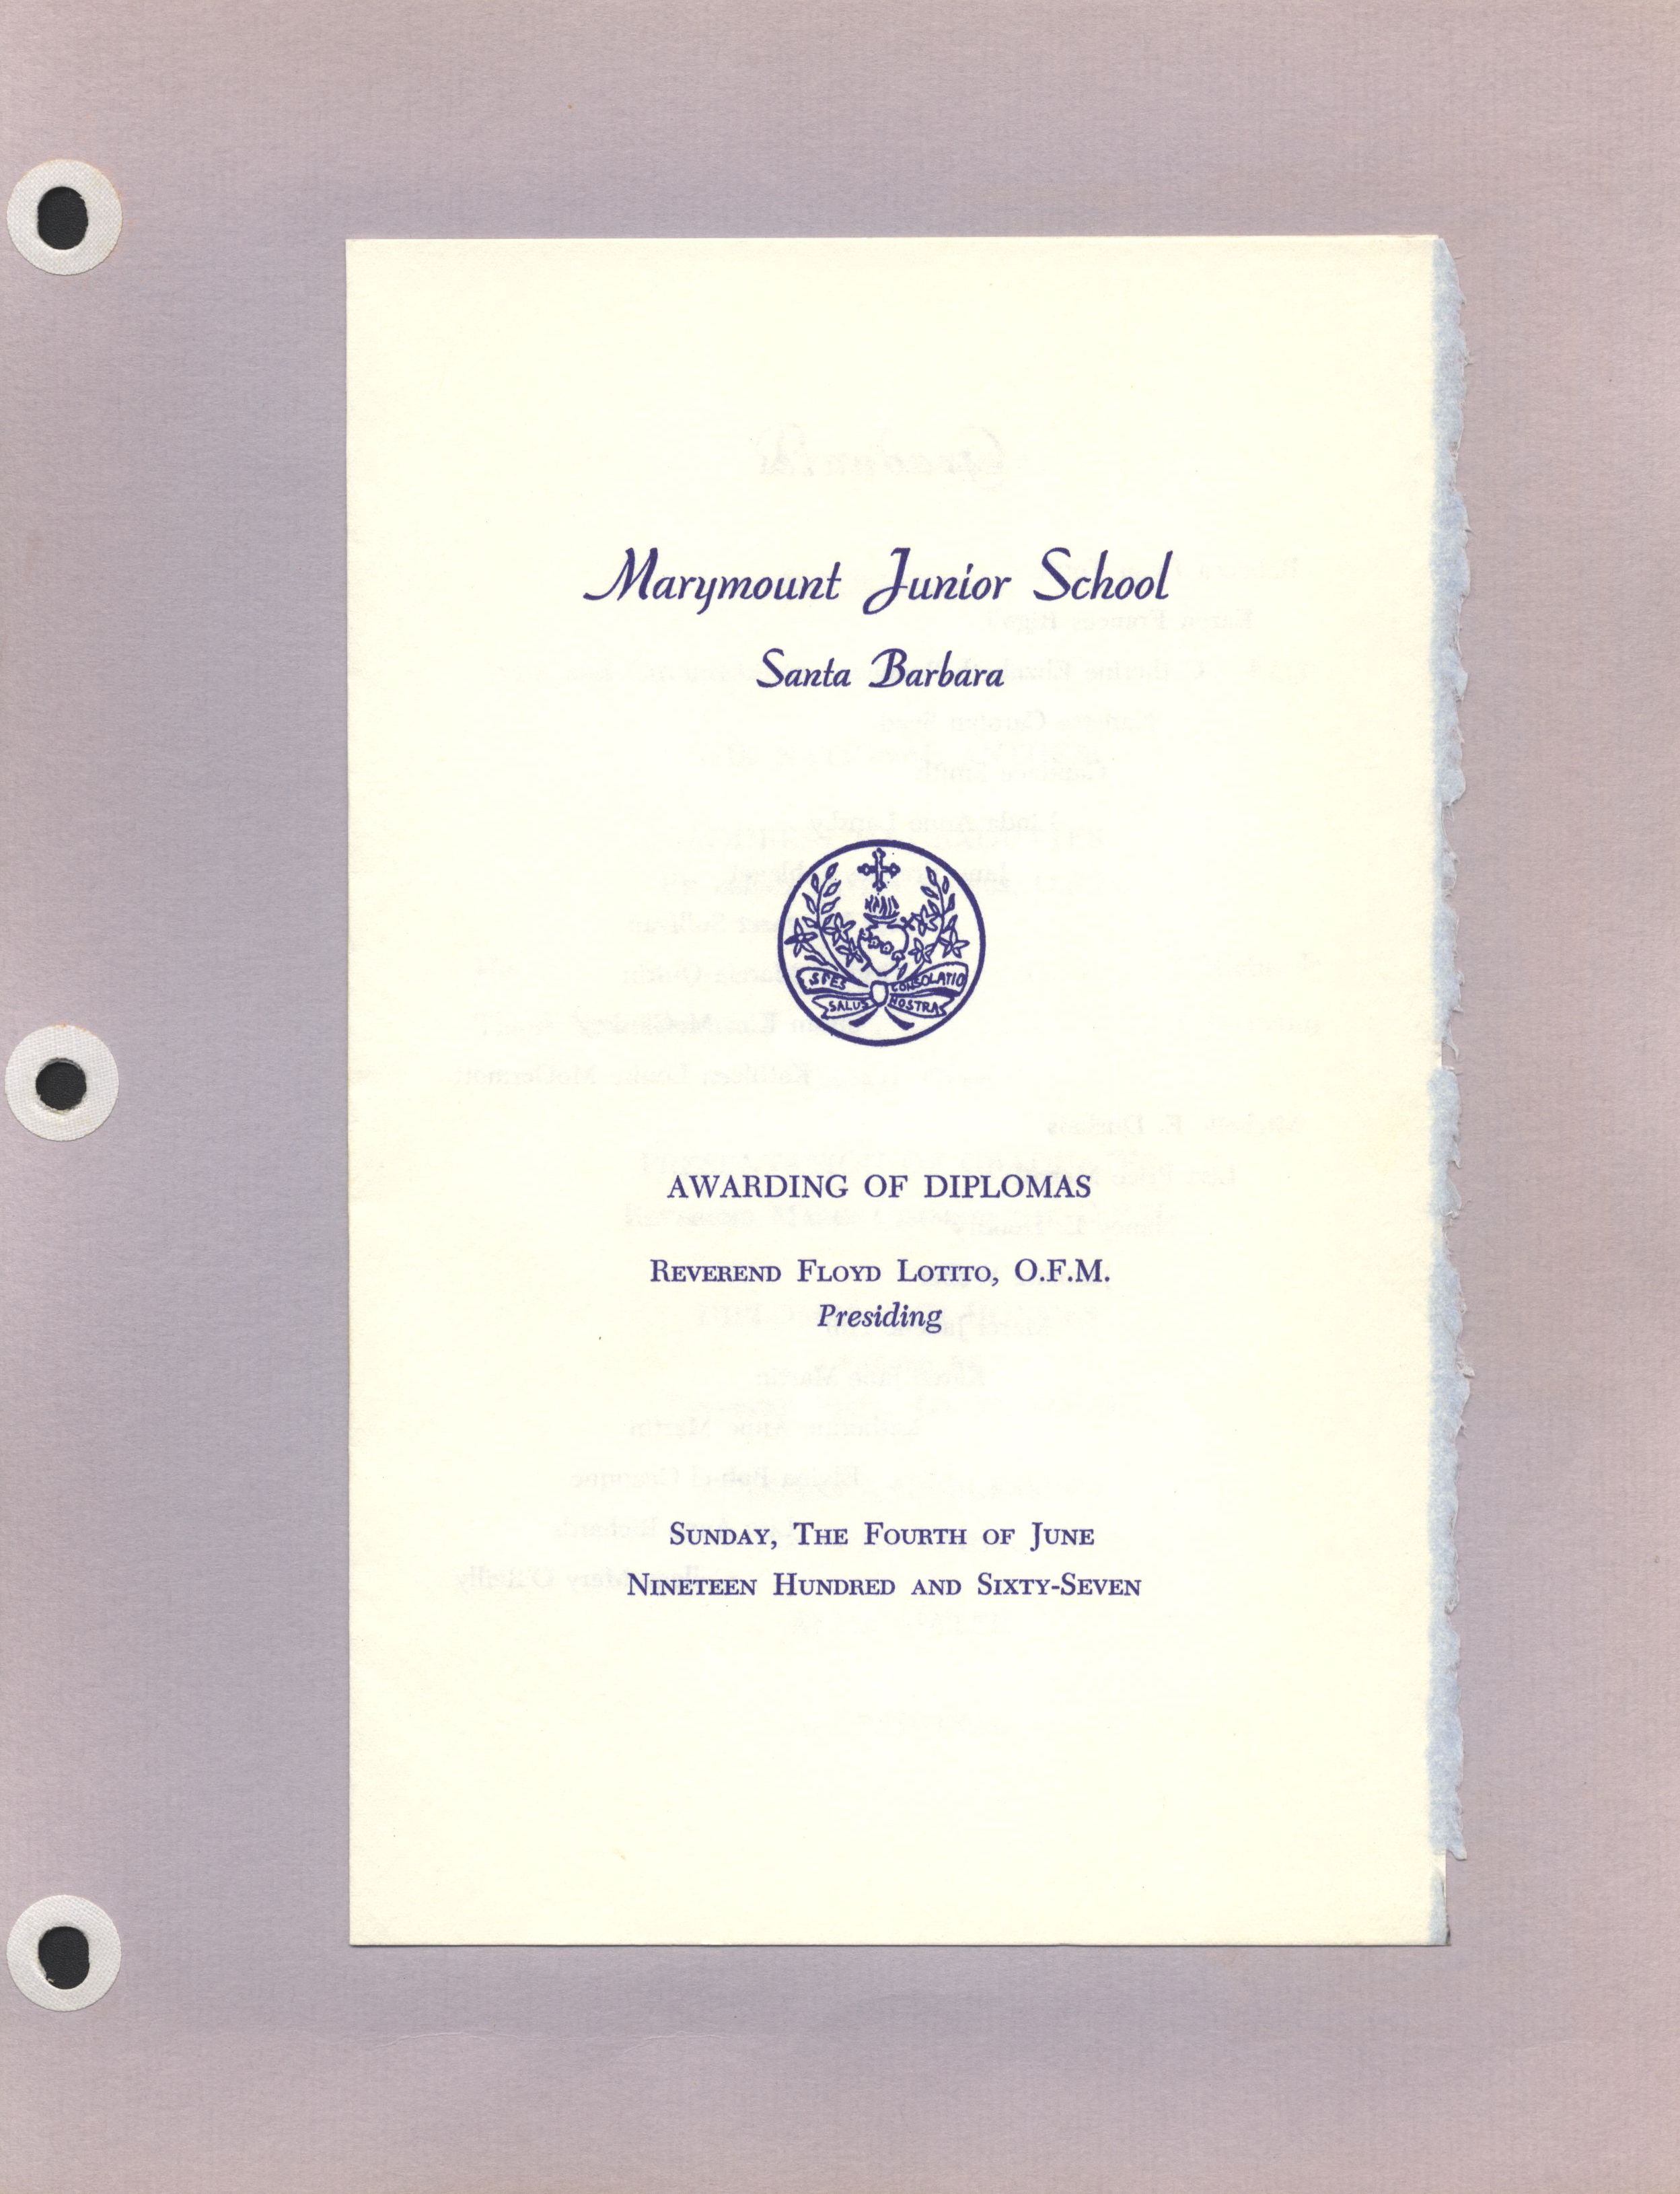 Marymount Junior School
Santa Barbara
SPES CONSOLATIO
SALUS NOSTRA
AWARDING OF DIPLOMAS
REVEREND FLOYD LOTITO, O.F.M.
Presiding
SUNDAY, THE FOURTH OF JUNE
NINETEEN HUNDRED AND SIXTY-SEVEN